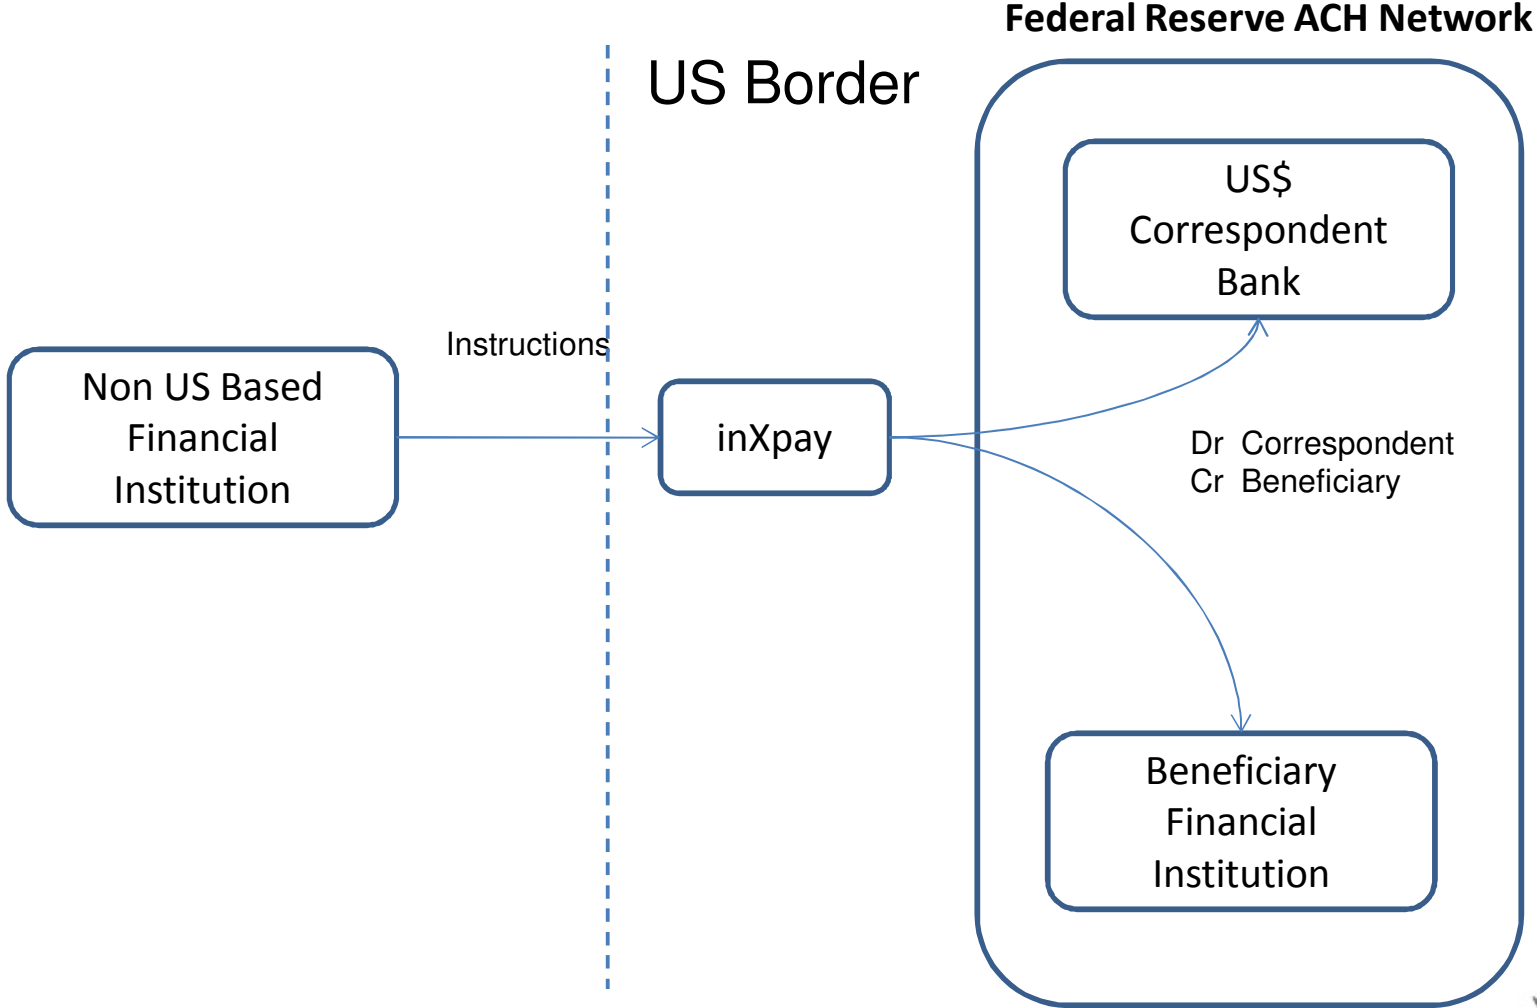 Federal Reserve ACH Network
US Border
US$
Correspondent
Bank
Instructions
Non US Based
Financial
Institution
inXpay
Dr Correspondent
Cr Beneficiary
Beneficiary
Financial
Institution